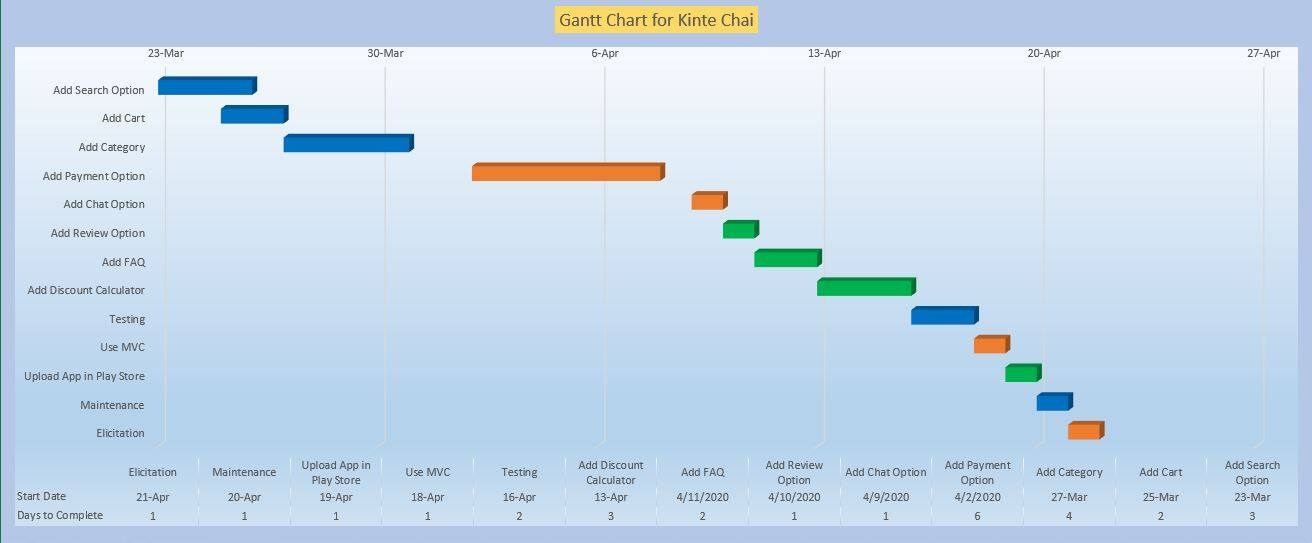 Gantt Chart for Kinte Chai
23-Mar 30-Mar 6-Apr 13-Apr 20-Apr 27-Apr
Add Search Option
Add Cart
Add Category
Add Payment Option
Add Chat Option
Add Review Option
Add FAQ
Add Discount Calculator
Testing
Use MVC
Upload App in Play Store
Maintenance
Elicitation
Elicitation Maintenance Upload App in Play Store Use MVC Testing Add Discount Calculator Add FAQ Add Review Option Add Chat Option Add Payment Option Add Category Add Cart Add Search Option
Start Date 21-Apr 20-Apr 19-Apr 18-Apr 16-Apr 13-Apr 4/11/2020 4/10/2020 4/9/2020 4/2/2020 27-Mar 25-Mar 23-Mar
Days to Complete 1 1 1 1 2 3 2 1 1 6 4 2 3